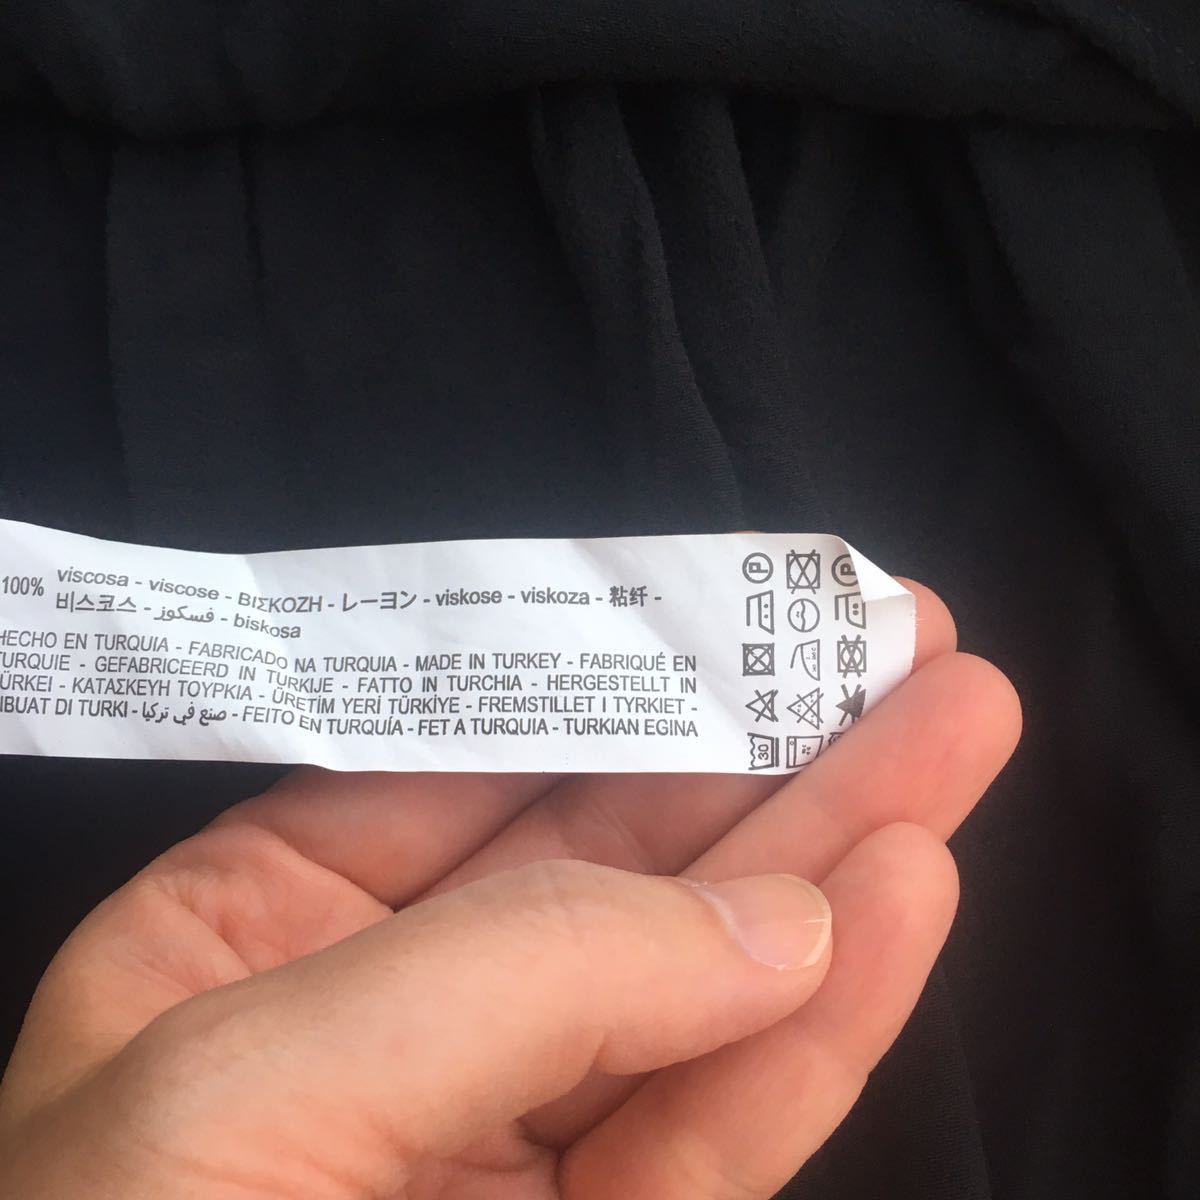 100% viscosa - viscose - ΒΙΣΚΟΖΗ - レーヨン - viskose - viskoza - 粘纤 -
비스코스 - فسكوز - biskosa
HECHO EN TURQUIA - FABRICADO NA TURQUIA - MADE IN TURKEY - FABRIQUÉ EN
TURQUIE - GEFABRICEERD IN TURKIJE - FATTO IN TURCHIA - HERGESTELLT IN
ÜRKEI - ΚΑΤΑΣΚΕΥΗ ΤΟΥΡΚΙΑ - ÜRETİM YERİ TÜRKİYE - FREMSTILLET I TYRKIET -
IBUAT DI TURKI - صنع في تركيا - FEITO EN TURQUÍA - FET A TURQUIA - TURKIAN EGINA
P
P
30